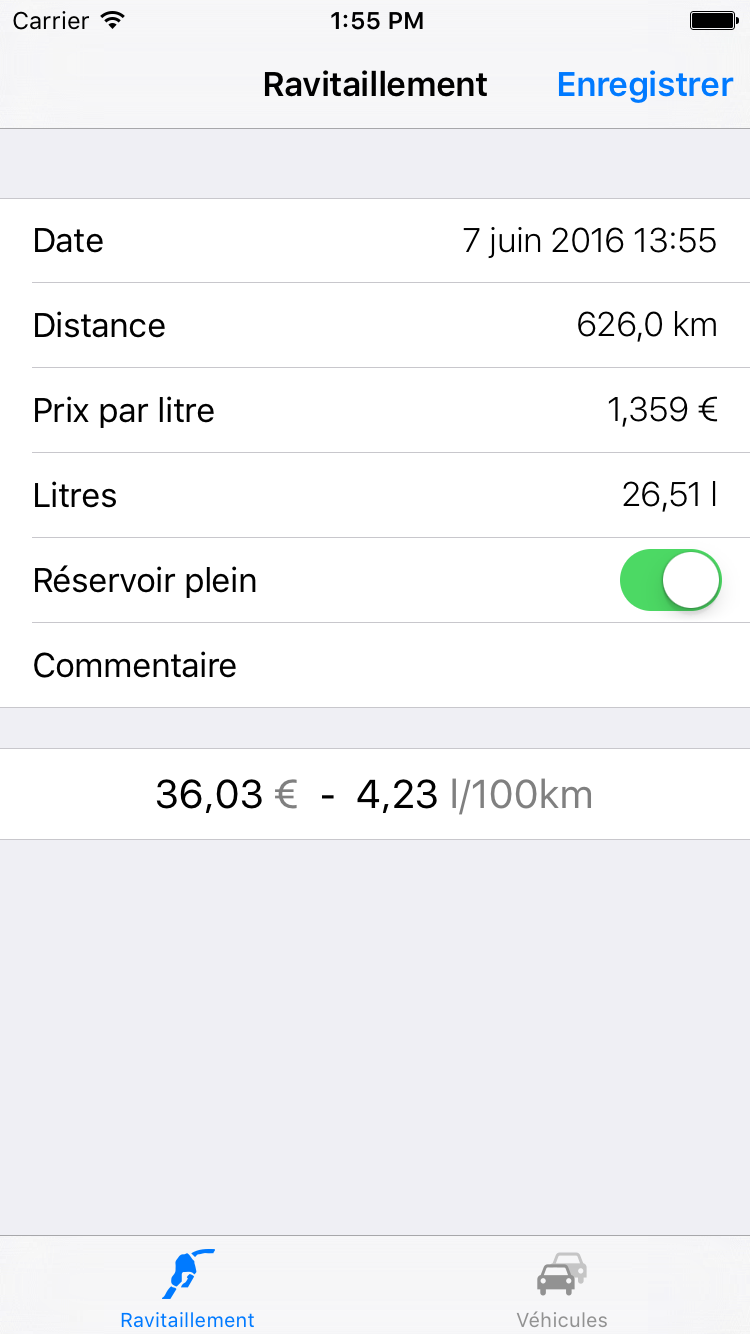 Carrier 1:55 PM
Ravitaillement Enregistrer
Date 7 juin 2016 13:55
Distance 626,0 km
Prix par litre 1,359 €
Litres 26,51 l
Réservoir plein
Commentaire
36,03 € - 4,23 l/100km
Ravitaillement Véhicules